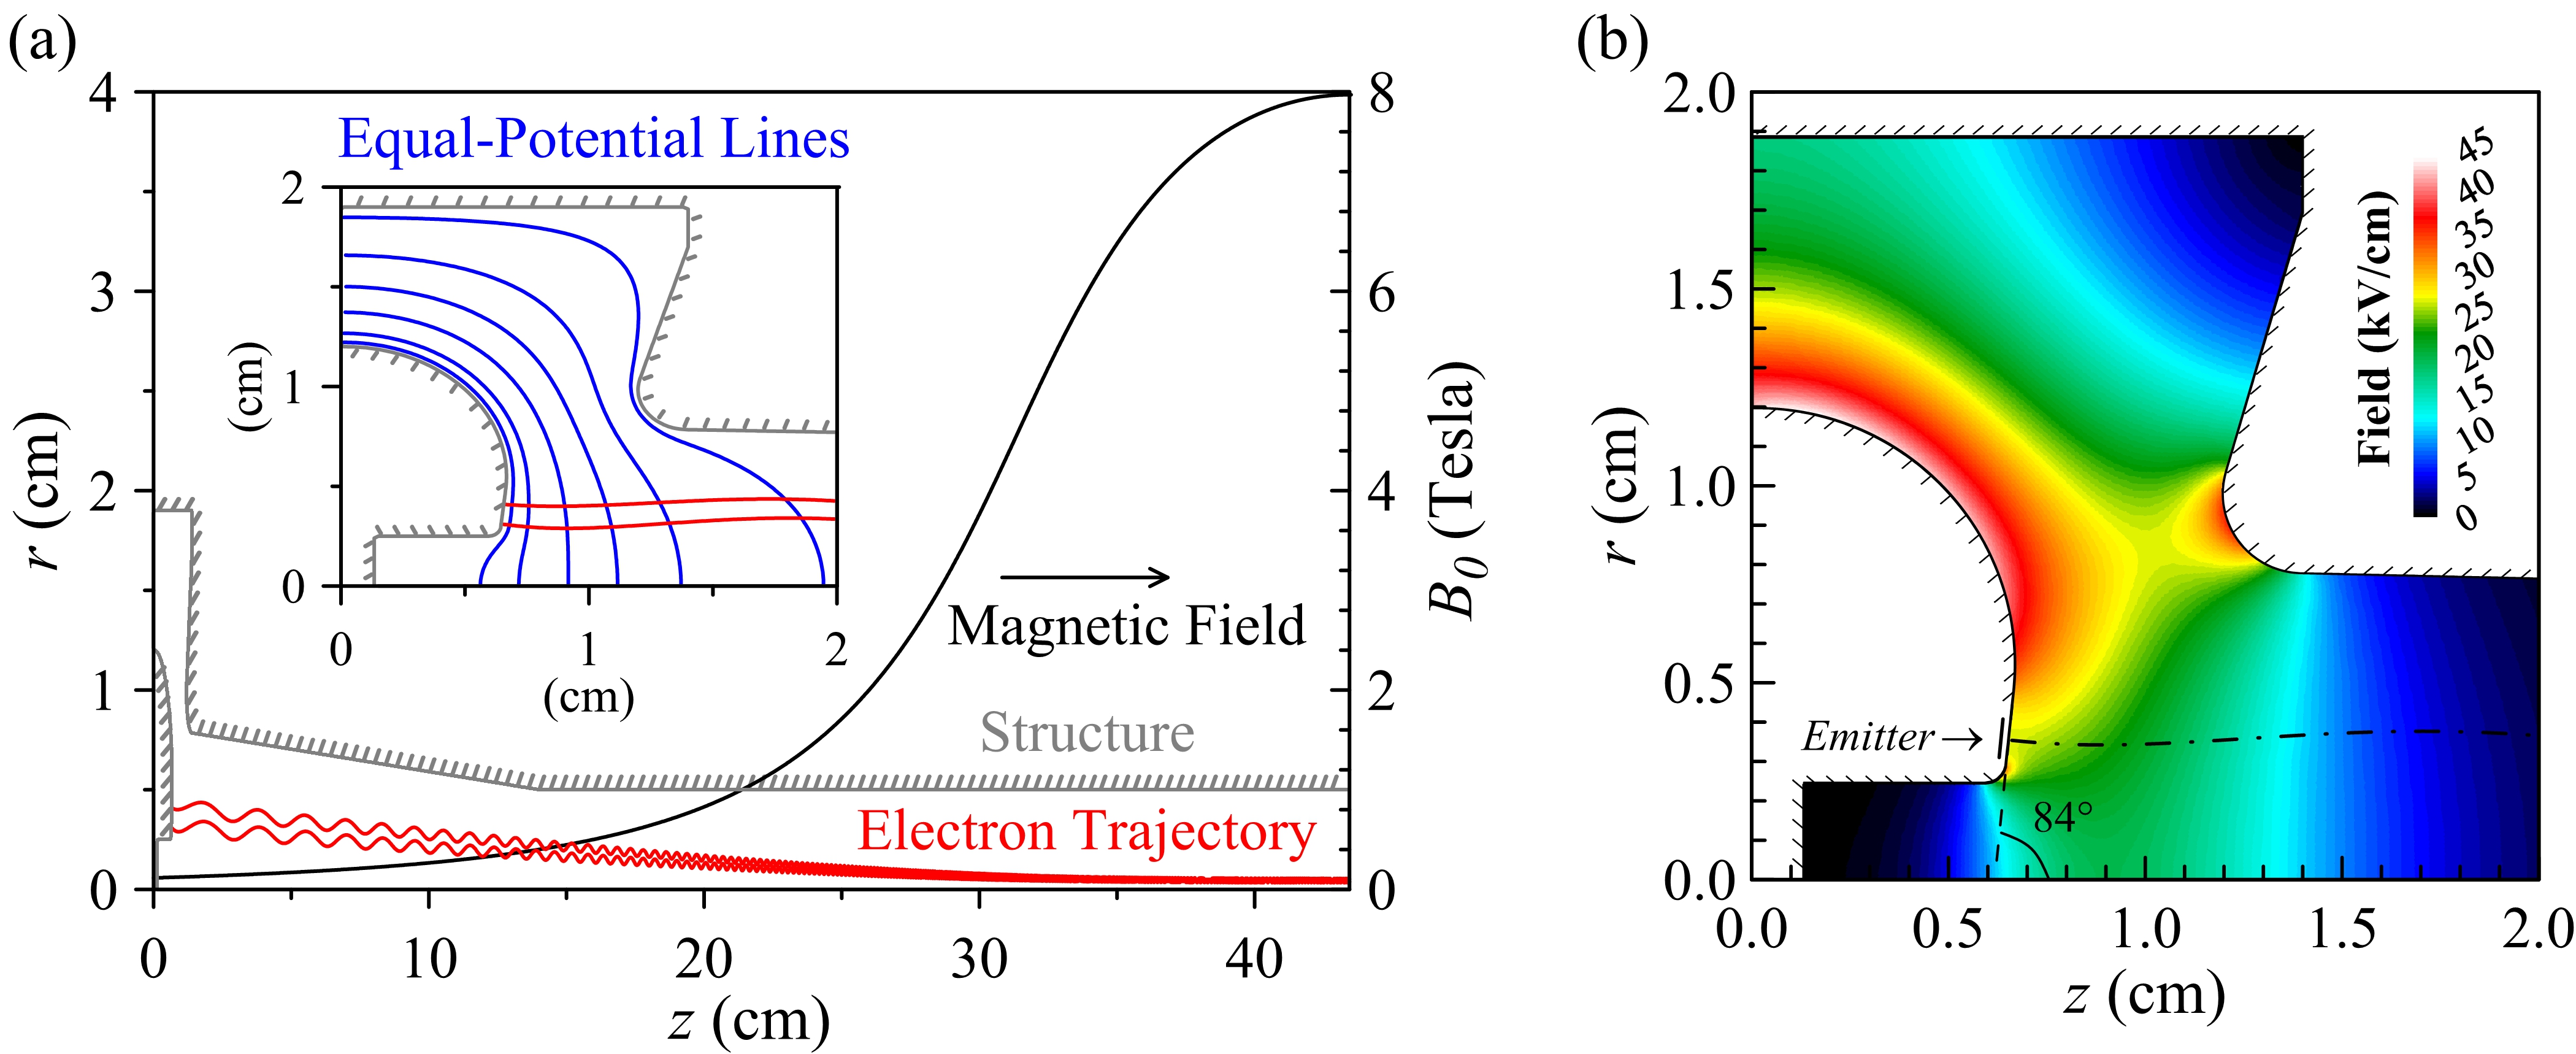 (a)
4
3
2
1
0
r (cm)
0
10
20
30
40
z (cm)
8
6
4
2
0
B0 (Tesla)
Equal-Potential Lines
2
1
0
(cm)
0
1
2
(cm)
Magnetic Field
Structure
Electron Trajectory
(b)
2.0
1.5
1.0
0.5
0.0
r (cm)
0.0
0.5
1.0
1.5
2.0
z (cm)
Field (kV/cm)
45
40
35
30
25
20
15
10
5
0
Emitter→
84°